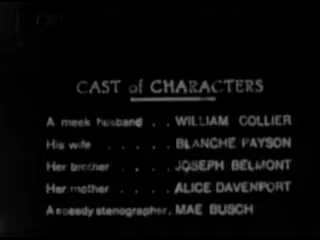 CAST of CHARACTERS
A meek husband . . WILLIAM COLLIER
His wife . . . . . BLANCHE PAYSON
Her brother . . . . JOSEPH BELMONT
Her mother . . . . ALICE DAVENPORT
A speedy stenographer, MAE BUSCH